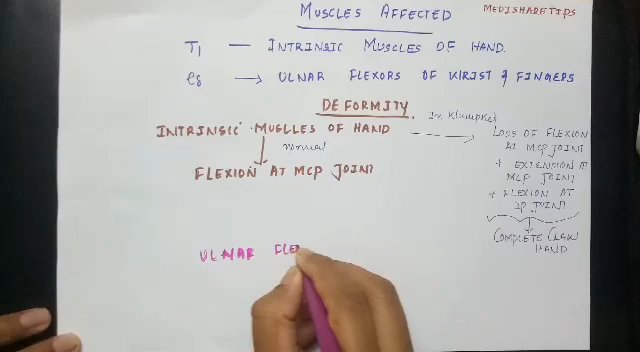 MUSCLES AFFECTED
MEDISHARETIPS
T1 — INTRINSIC MUSCLES OF HAND.
C8 → ULNAR FLEXORS OF WRIST & FINGERS
DEFORMITY.
In Klumpke's
INTRINSIC MUSCLES OF HAND
normal
FLEXION AT MCP JOINT
LOSS OF FLEXION
AT MCP JOINT
+ EXTENSION AT
MCP JOINT
+ FLEXION AT
IP JOINT
COMPLETE CLAW
HAND
ULNAR FLE